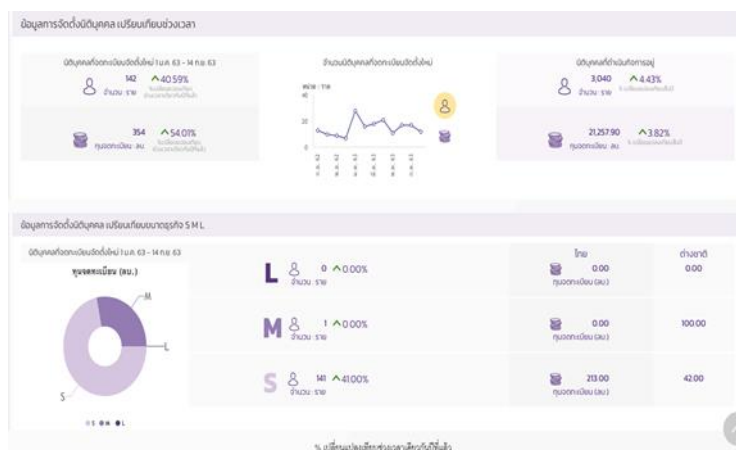 ข้อมูลการจัดตั้งนิติบุคคล เปรียบเทียบช่วงเวลา
นิติบุคคลที่จดทะเบียนจัดตั้งใหม่ 1 ม.ค. 63 - 14 ก.ย. 63
142 40.59%
จำนวน : ราย
354 54.01%
ทุนจดทะเบียน : ลบ.
จำนวนนิติบุคคลที่จดทะเบียนจัดตั้งใหม่
หน่วย : ราย
40
20
0
นิติบุคคลที่ดำเนินกิจการอยู่
3,040 4.43%
จำนวน : ราย
21,257.90 3.82%
ทุนจดทะเบียน : ลบ.
ข้อมูลการจัดตั้งนิติบุคคล เปรียบเทียบขนาดธุรกิจ S M L
นิติบุคคลที่จดทะเบียนจัดตั้งใหม่ 1 ม.ค. 63 - 14 ก.ย. 63
ทุนจดทะเบียน (ลบ.)
M
L
S
S M L
ไทย ต่างชาติ
L 0 0.00% 0.00 0.00
จำนวน : ราย ทุนจดทะเบียน (ลบ.)
M 1 0.00% 0.00 100.00
จำนวน : ราย ทุนจดทะเบียน (ลบ.)
S 141 41.00% 213.00 42.00
จำนวน : ราย ทุนจดทะเบียน (ลบ.)
% เปลี่ยนแปลงเทียบช่วงเวลาเดียวกันปีที่แล้ว